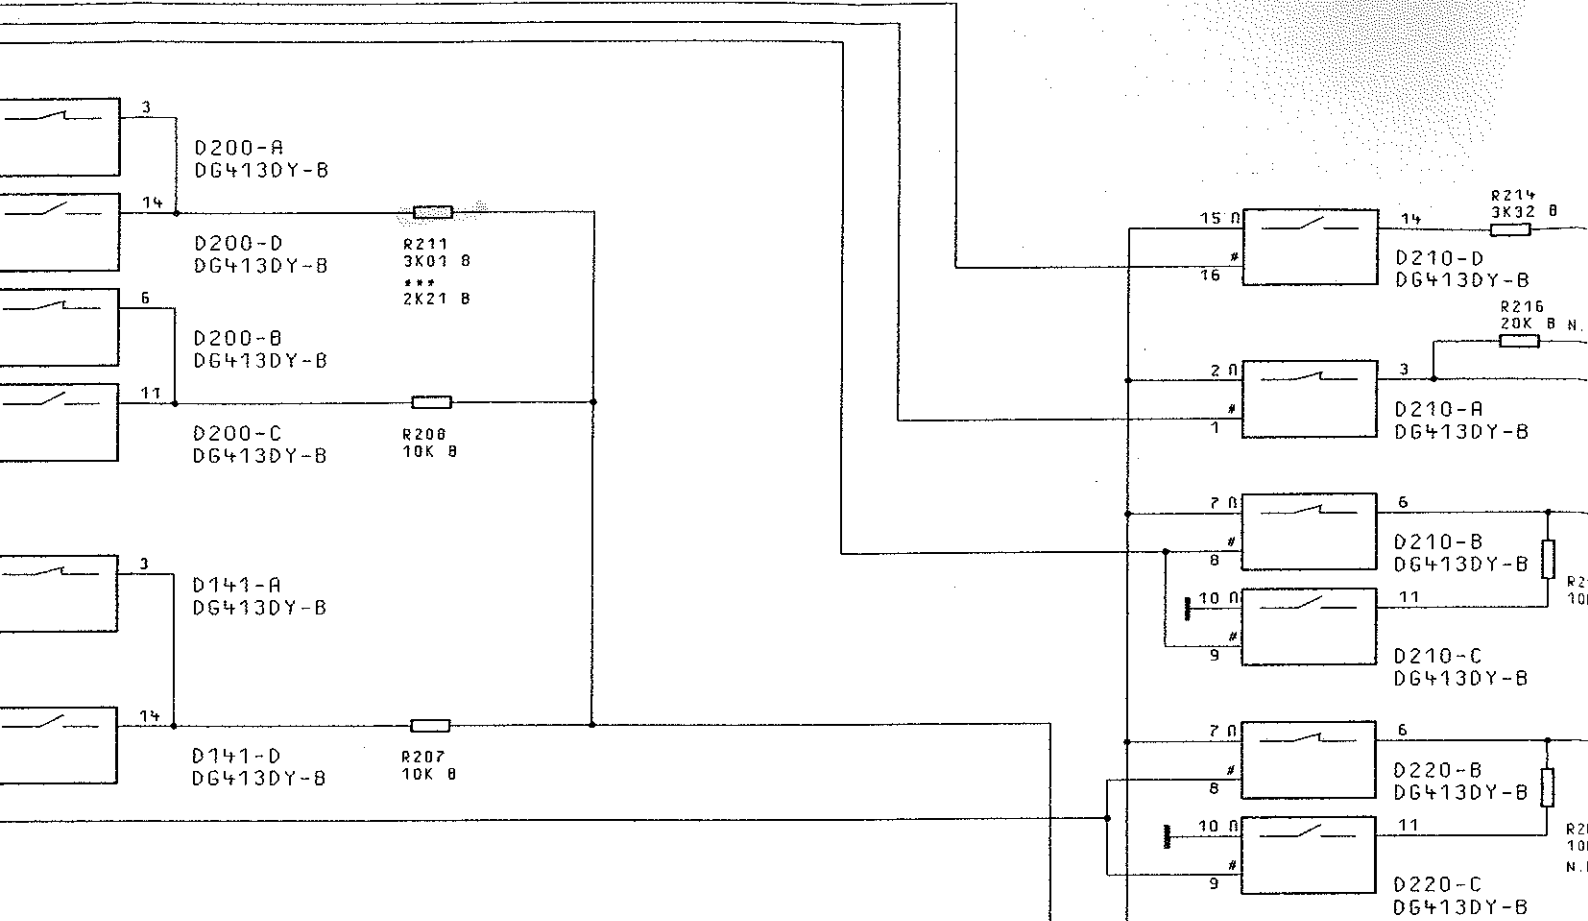 3
D200-A
DG413DY-B
14
D200-D
DG413DY-B
R211
3K01 B
***
2K21 B
6
D200-B
DG413DY-B
11
D200-C
DG413DY-B
R208
10K B
3
D141-A
DG413DY-B
14
D141-D
DG413DY-B
R207
10K B
R214
3K32 B
15 n
14
#
16
D210-D
DG413DY-B
R216
20K B N.
2 n
3
#
1
D210-A
DG413DY-B
7 n
6
#
8
D210-B
DG413DY-B
10 n
11
#
9
D210-C
DG413DY-B
7 n
6
#
8
D220-B
DG413DY-B
10 n
11
#
9
D220-C
DG413DY-B